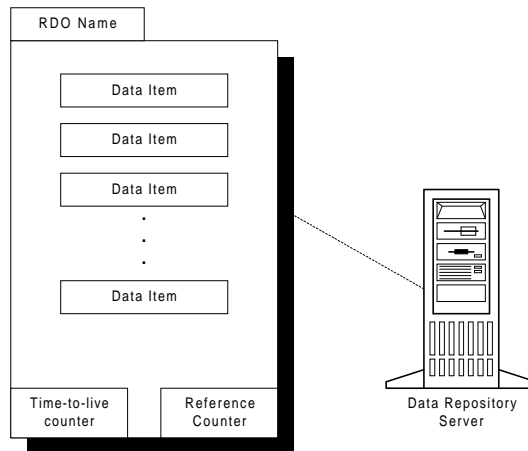 RDO Name
Data Item
Data Item
Data Item
Data Item
Time-to-live
counter
Reference
Counter
Data Repository
Server